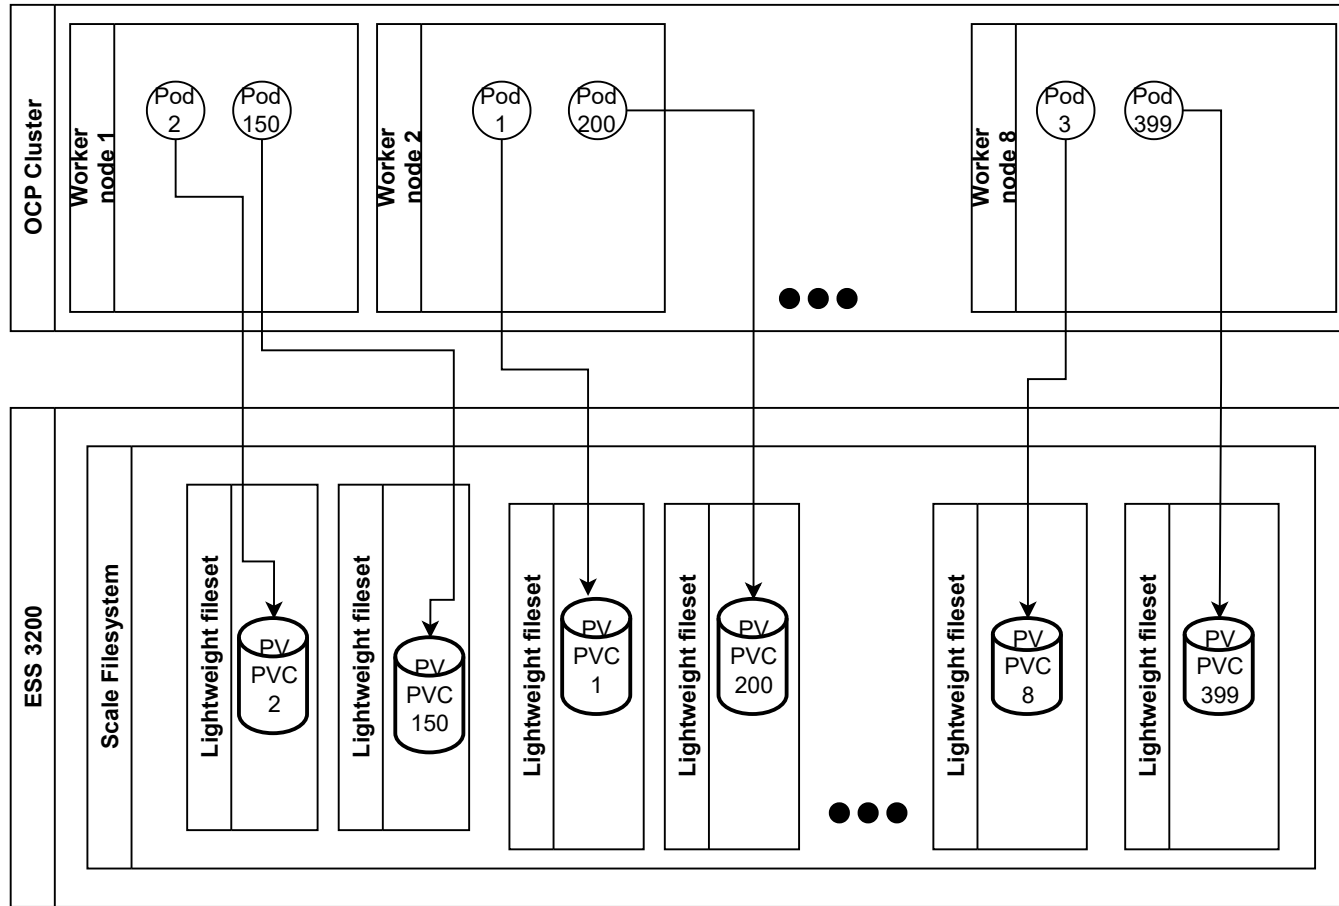 OCP Cluster
Worker
node 1
Pod
2
Pod
150
Worker
node 2
Pod
1
Pod
200
Worker
node 8
Pod
3
Pod
399
ESS 3200
Scale Filesystem
Lightweight fileset
PV
PVC
2
Lightweight fileset
PV
PVC
150
Lightweight fileset
PV
PVC
1
Lightweight fileset
PV
PVC
200
Lightweight fileset
PV
PVC
8
Lightweight fileset
PV
PVC
399